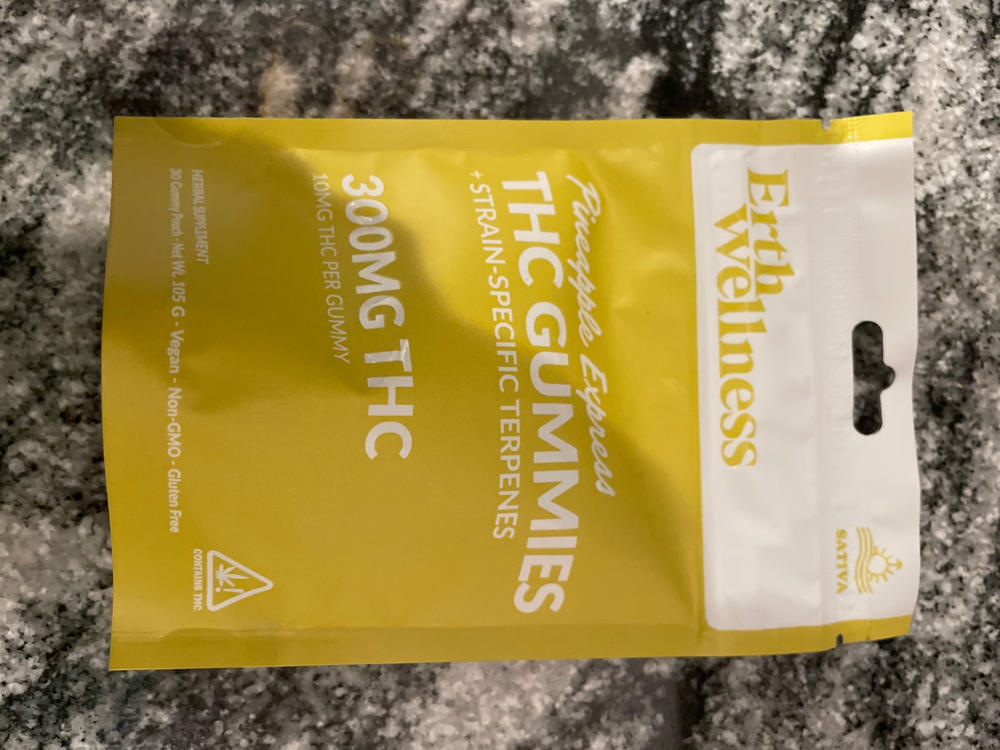 SATIVA
Erth
Wellness
Pineapple Express
THC GUMMIES
+ STRAIN-SPECIFIC TERPENES
300MG THC
10MG THC PER GUMMY
HERBAL SUPPLEMENT
30 Gummy Pouch - Net Wt. 105 G - Vegan - Non-GMO - Gluten Free
CONTAINS THC